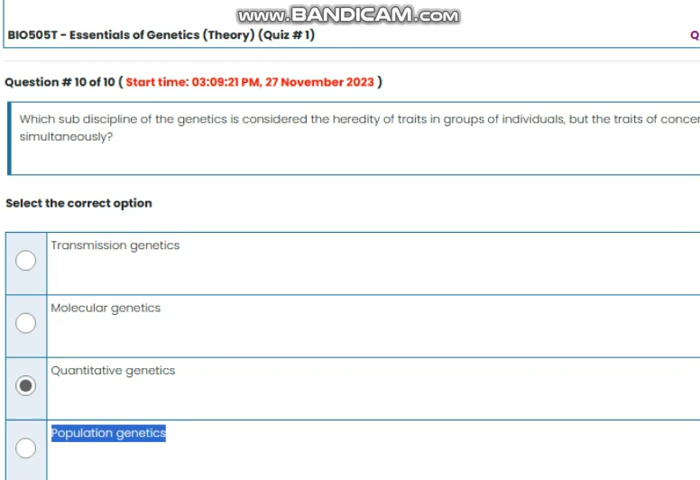 www.BANDICAM.com
BIO505T - Essentials of Genetics (Theory) (Quiz # 1)
Q
Question # 10 of 10 ( Start time: 03:09:21 PM, 27 November 2023 )
Which sub discipline of the genetics is considered the heredity of traits in groups of individuals, but the traits of concer
simultaneously?
Select the correct option
Transmission genetics
Molecular genetics
Quantitative genetics
Population genetics